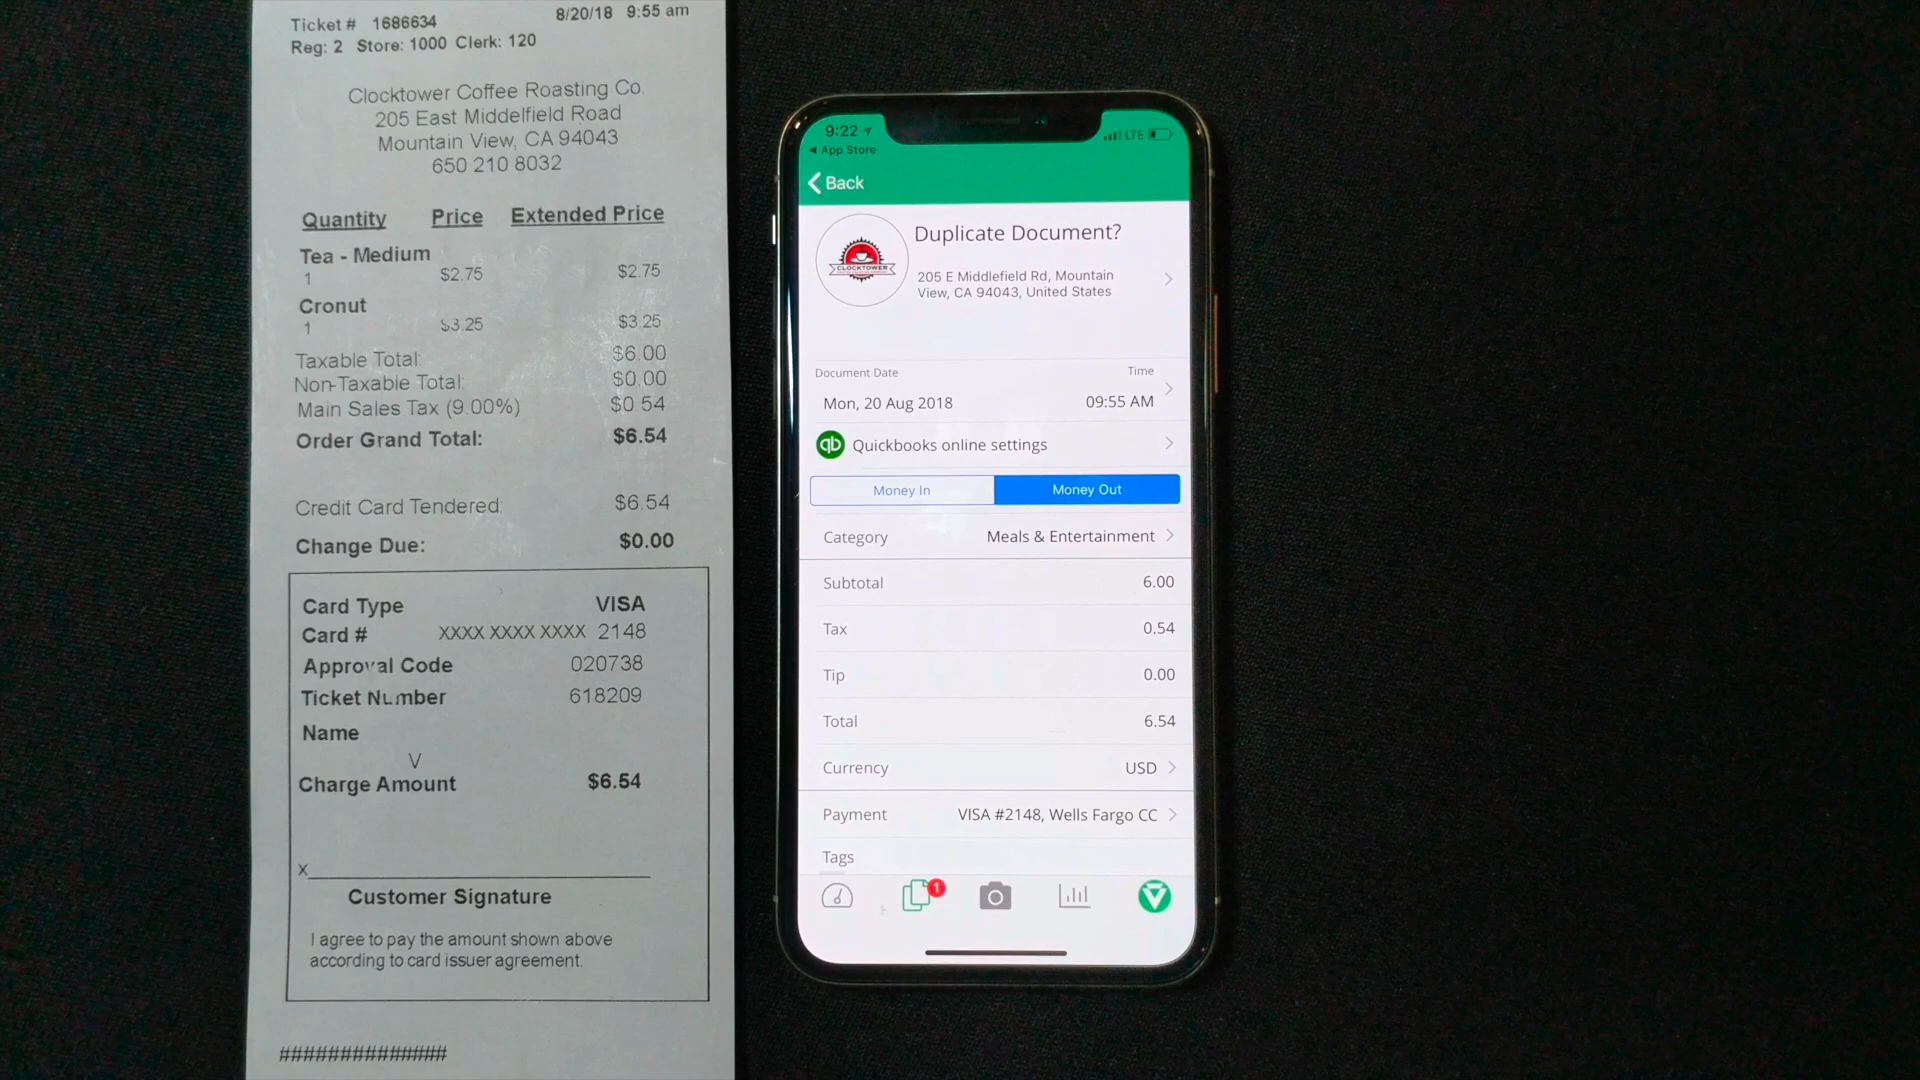 Ticket # 1686634 8/20/18 9:55 am
Reg: 2 Store: 1000 Clerk: 120
Clocktower Coffee Roasting Co.
205 East Middelfield Road
Mountain View, CA 94043
650 210 8032
Quantity Price Extended Price
Tea - Medium
1 $2.75 $2.75
Cronut
1 $3.25 $3.25
Taxable Total: $6.00
Non-Taxable Total: $0.00
Main Sales Tax (9.00%) $0.54
Order Grand Total: $6.54
Credit Card Tendered: $6.54
Change Due: $0.00
Card Type VISA
Card # XXXX XXXX XXXX 2148
Approval Code 020738
Ticket Number 618209
Name
V
Charge Amount $6.54
x
Customer Signature
I agree to pay the amount shown above
according to card issuer agreement.
##############
9:22 LTE
App Store
Back
CLOCKTOWER
Duplicate Document?
205 E Middlefield Rd, Mountain
View, CA 94043, United States
Document Date Time
Mon, 20 Aug 2018 09:55 AM
qb Quickbooks online settings
Money In Money Out
Category Meals & Entertainment
Subtotal 6.00
Tax 0.54
Tip 0.00
Total 6.54
Currency USD
Payment VISA #2148, Wells Fargo CC
Tags
1